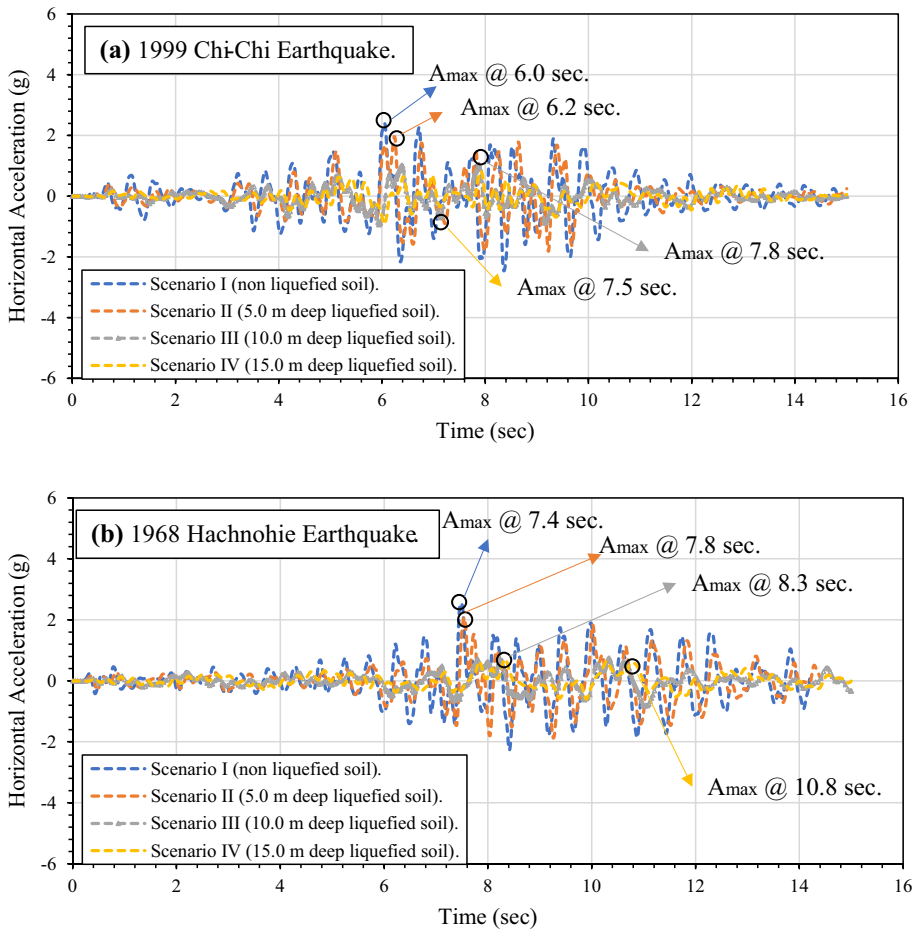 (a) 1999 Chi-Chi Earthquake.
Amax @ 6.0 sec.
Amax @ 6.2 sec.
Amax @ 7.8 sec.
Amax @ 7.5 sec.
Horizontal Acceleration (g)
6
4
2
0
-2
-4
-6
Scenario I (non liquefied soil).
Scenario II (5.0 m deep liquefied soil).
Scenario III (10.0 m deep liquefied soil).
Scenario IV (15.0 m deep liquefied soil).
0 2 4 6 8 10 12 14 16
Time (sec)
(b) 1968 Hachnohie Earthquake.
Amax @ 7.4 sec.
Amax @ 7.8 sec.
Amax @ 8.3 sec.
Amax @ 10.8 sec.
Horizontal Acceleration (g)
6
4
2
0
-2
-4
-6
Scenario I (non liquefied soil).
Scenario II (5.0 m deep liquefied soil).
Scenario III (10.0 m deep liquefied soil).
Scenario IV (15.0 m deep liquefied soil).
0 2 4 6 8 10 12 14 16
Time (sec)